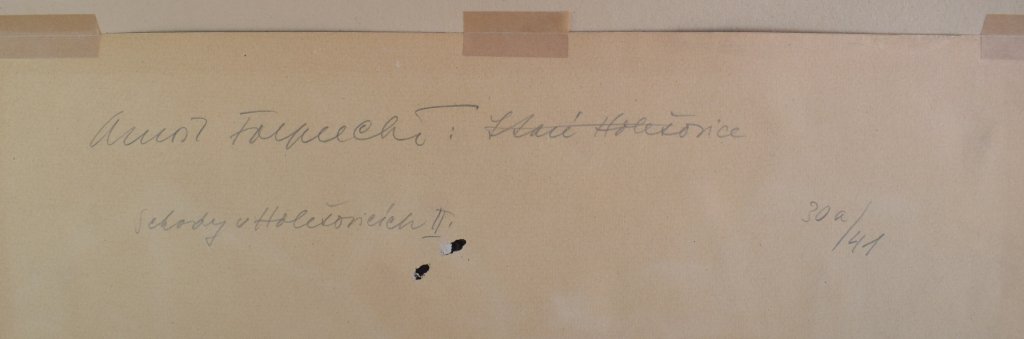 Arnošt Folprecht: Staré Holešovice
Schody v Holešovicích II.
30a/41